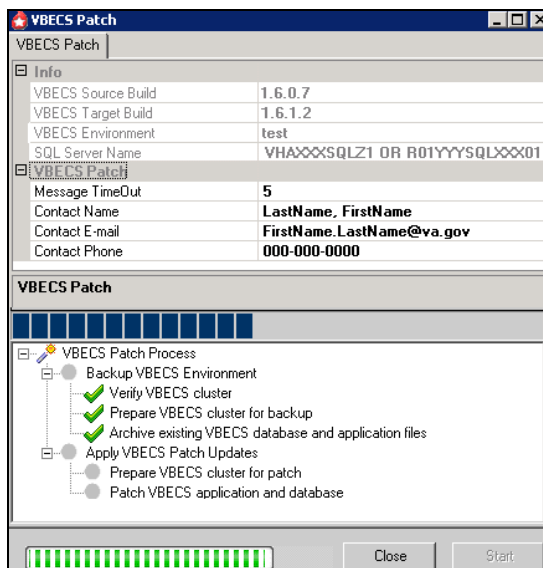 VBECS Patch
VBECS Patch
Info
VBECS Source Build 1.6.0.7
VBECS Target Build 1.6.1.2
VBECS Environment test
SQL Server Name VHAXXXSQLZ1 OR R01YYYSQLXXX01
VBECS Patch
Message TimeOut 5
Contact Name LastName, FirstName
Contact E-mail FirstName.LastName@va.gov
Contact Phone 000-000-0000
VBECS Patch
VBECS Patch Process
Backup VBECS Environment
Verify VBECS cluster
Prepare VBECS cluster for backup
Archive existing VBECS database and application files
Apply VBECS Patch Updates
Prepare VBECS cluster for patch
Patch VBECS application and database
Close Start